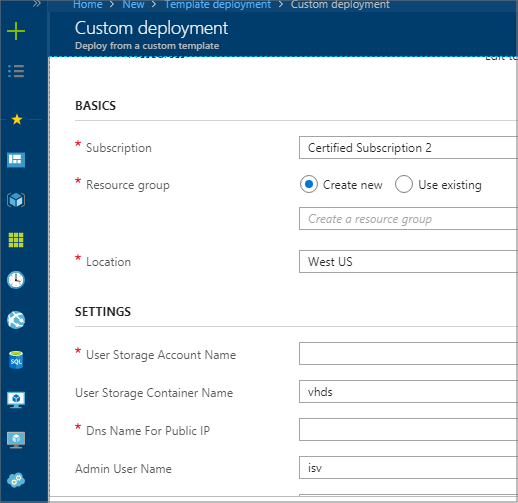 Home > New > Template deployment > Custom deployment
Custom deployment
Deploy from a custom template
BASICS
* Subscription
Certified Subscription 2
* Resource group
Create new
Use existing
Create a resource group
* Location
West US
SETTINGS
* User Storage Account Name
User Storage Container Name
vhds
* Dns Name For Public IP
Admin User Name
isv
SQL